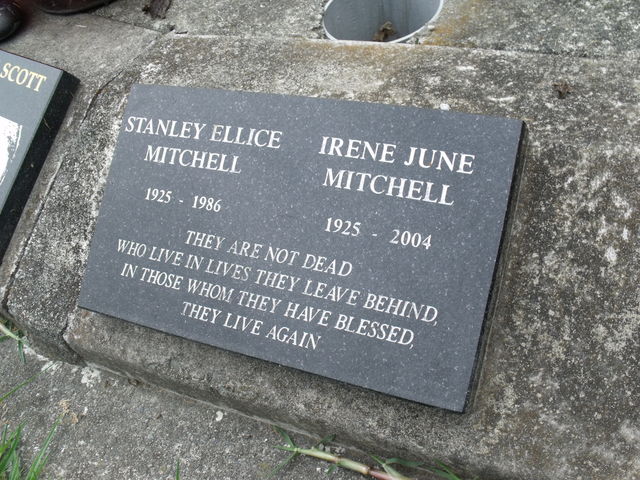 SCOTT
STANLEY ELLICE
MITCHELL
1925 - 1986
IRENE JUNE
MITCHELL
1925 - 2004
THEY ARE NOT DEAD
WHO LIVE IN LIVES THEY LEAVE BEHIND,
IN THOSE WHOM THEY HAVE BLESSED,
THEY LIVE AGAIN